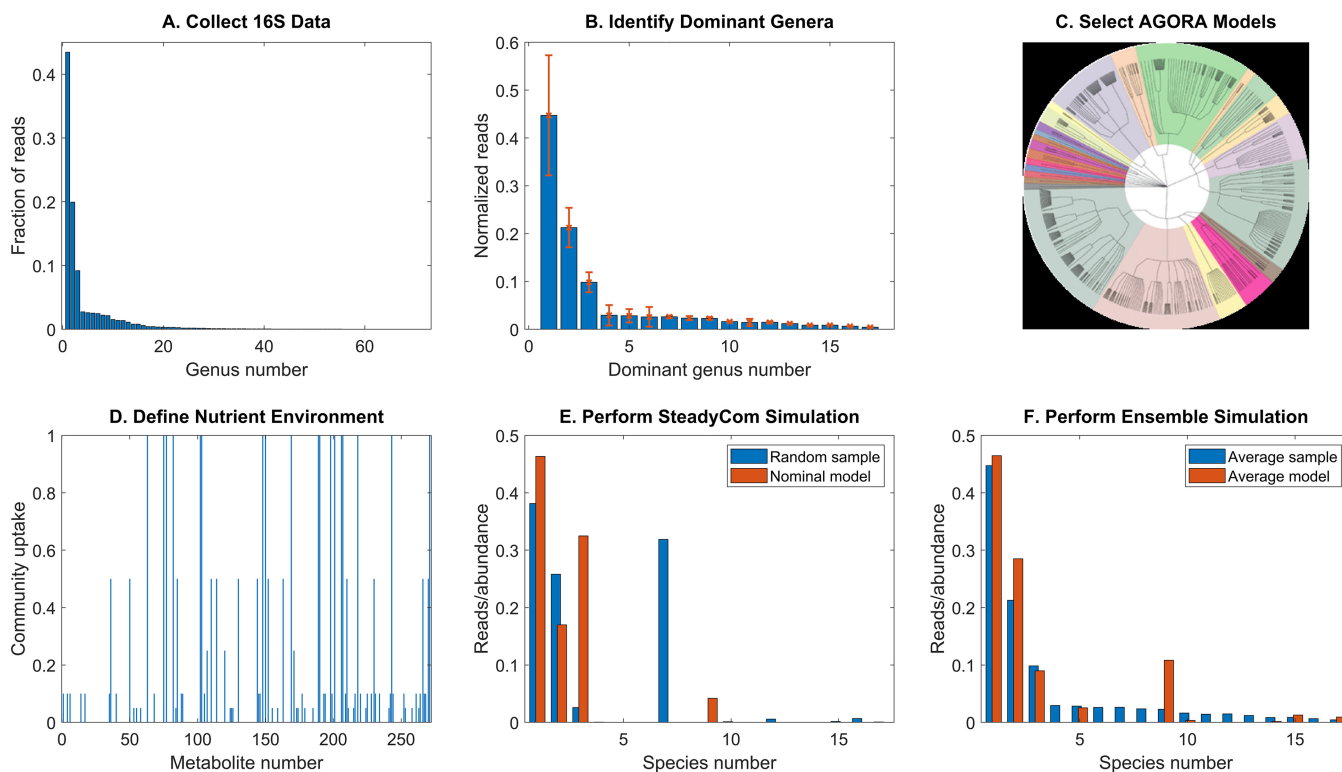 A. Collect 16S Data
Fraction of reads
0.4
0.3
0.2
0.1
0
0 20 40 60
Genus number
B. Identify Dominant Genera
Normalized reads
0.6
0.5
0.4
0.3
0.2
0.1
0
0 5 10 15
Dominant genus number
C. Select AGORA Models
D. Define Nutrient Environment
Community uptake
1
0.8
0.6
0.4
0.2
0
0 50 100 150 200 250
Metabolite number
E. Perform SteadyCom Simulation
Reads/abundance
0.5
0.4
0.3
0.2
0.1
0
Random sample
Nominal model
5 10 15
Species number
F. Perform Ensemble Simulation
Reads/abundance
0.5
0.4
0.3
0.2
0.1
0
Average sample
Average model
5 10 15
Species number